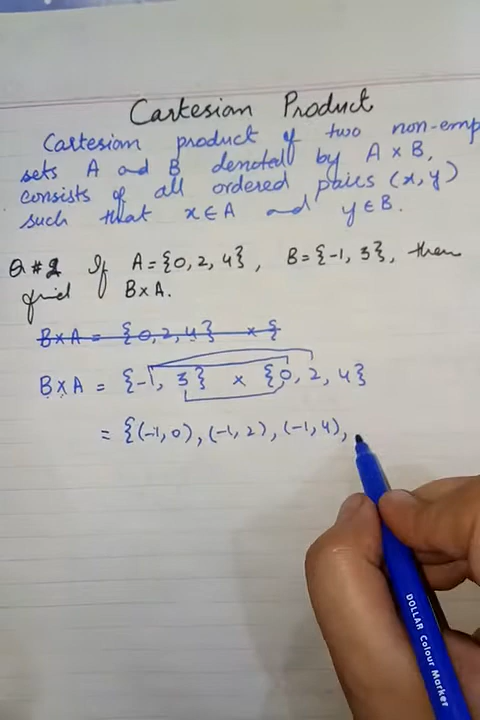 Cartesian Product
Cartesian product of two non-emp
sets A and B denoted by A × B,
consists of all ordered pairs (x, y)
such that x ∈ A and y ∈ B.
Q #1 If A = {0, 2, 4}, B = {-1, 3}, then
find B×A.
B×A = {0, 2, 4} × {
B×A = {-1, 3} × {0, 2, 4}
= {(-1, 0), (-1, 2), (-1, 4),
DOLLAR Colour Marker